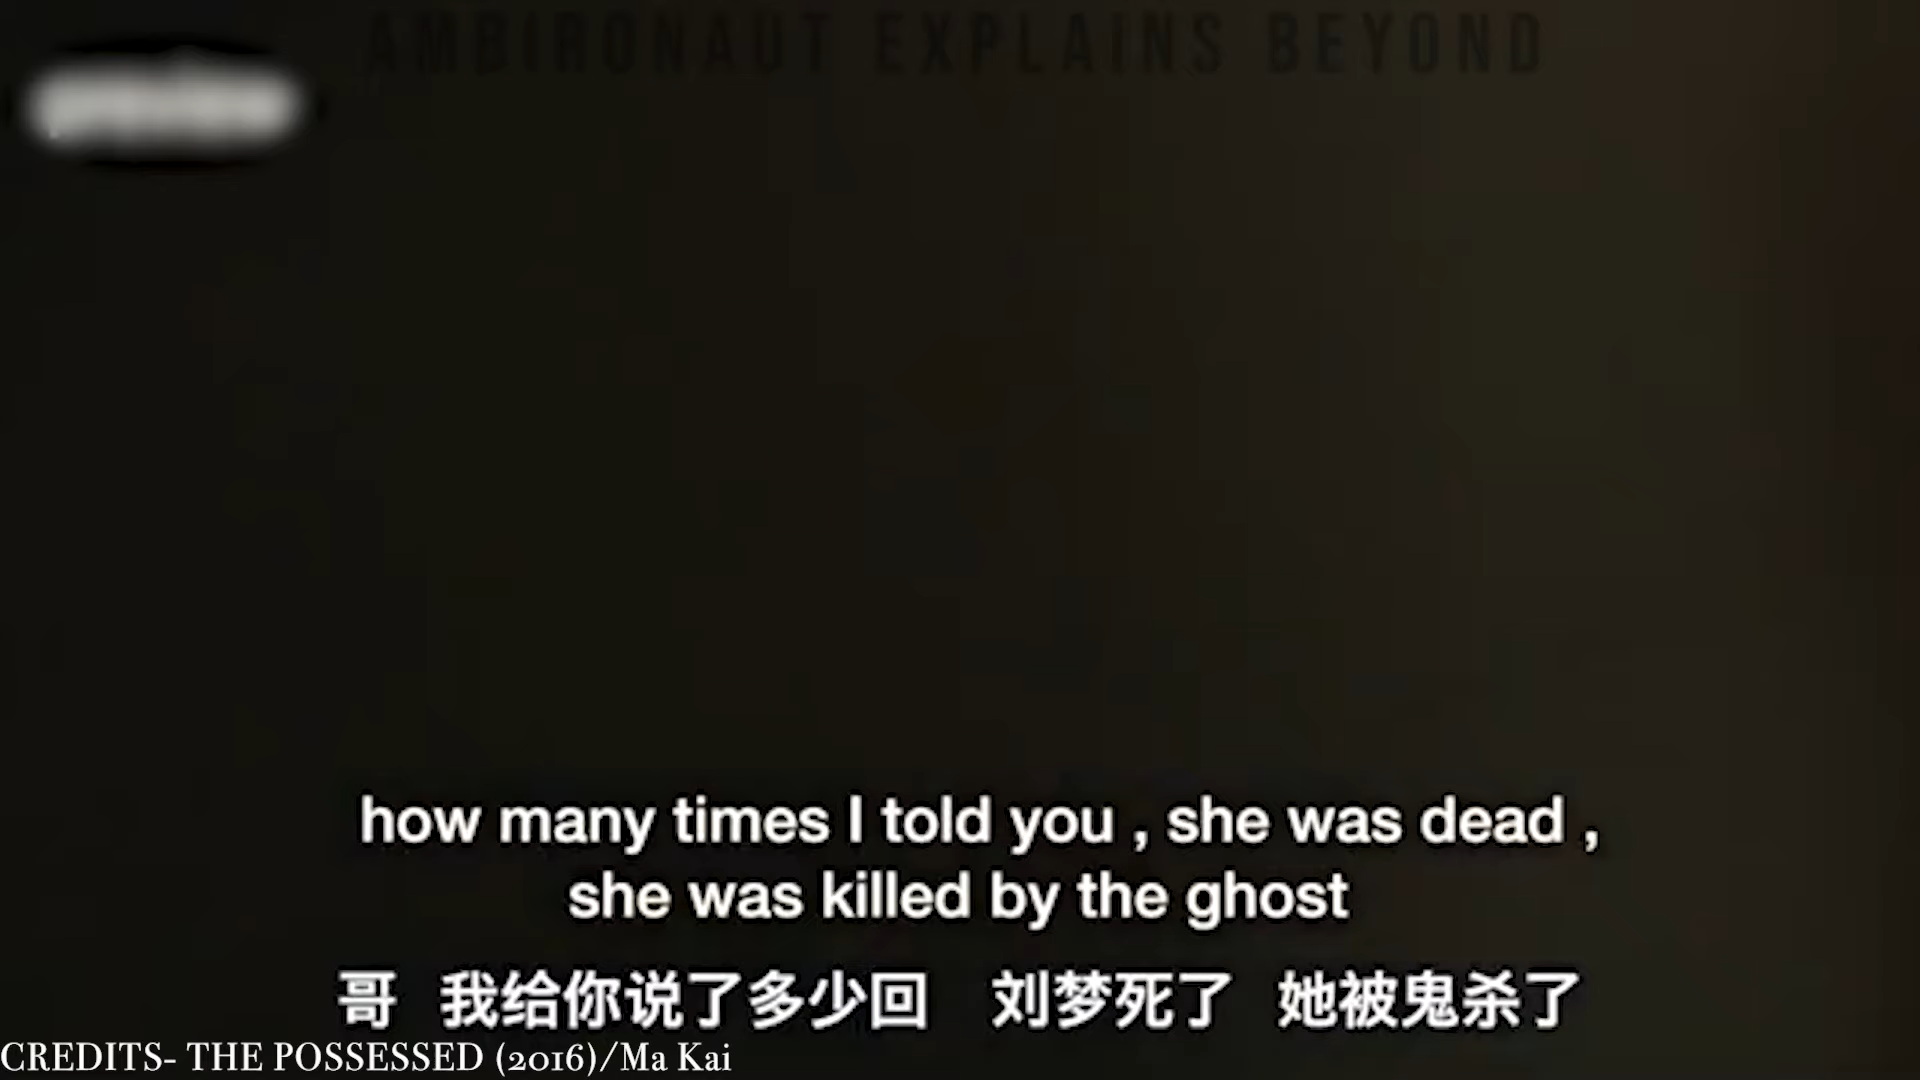 AMBIRONAUT EXPLAINS BEYOND
how many times I told you , she was dead ,
she was killed by the ghost
哥 我给你说了多少回 刘梦死了 她被鬼杀了
CREDITS- THE POSSESSED (2016)/Ma Kai